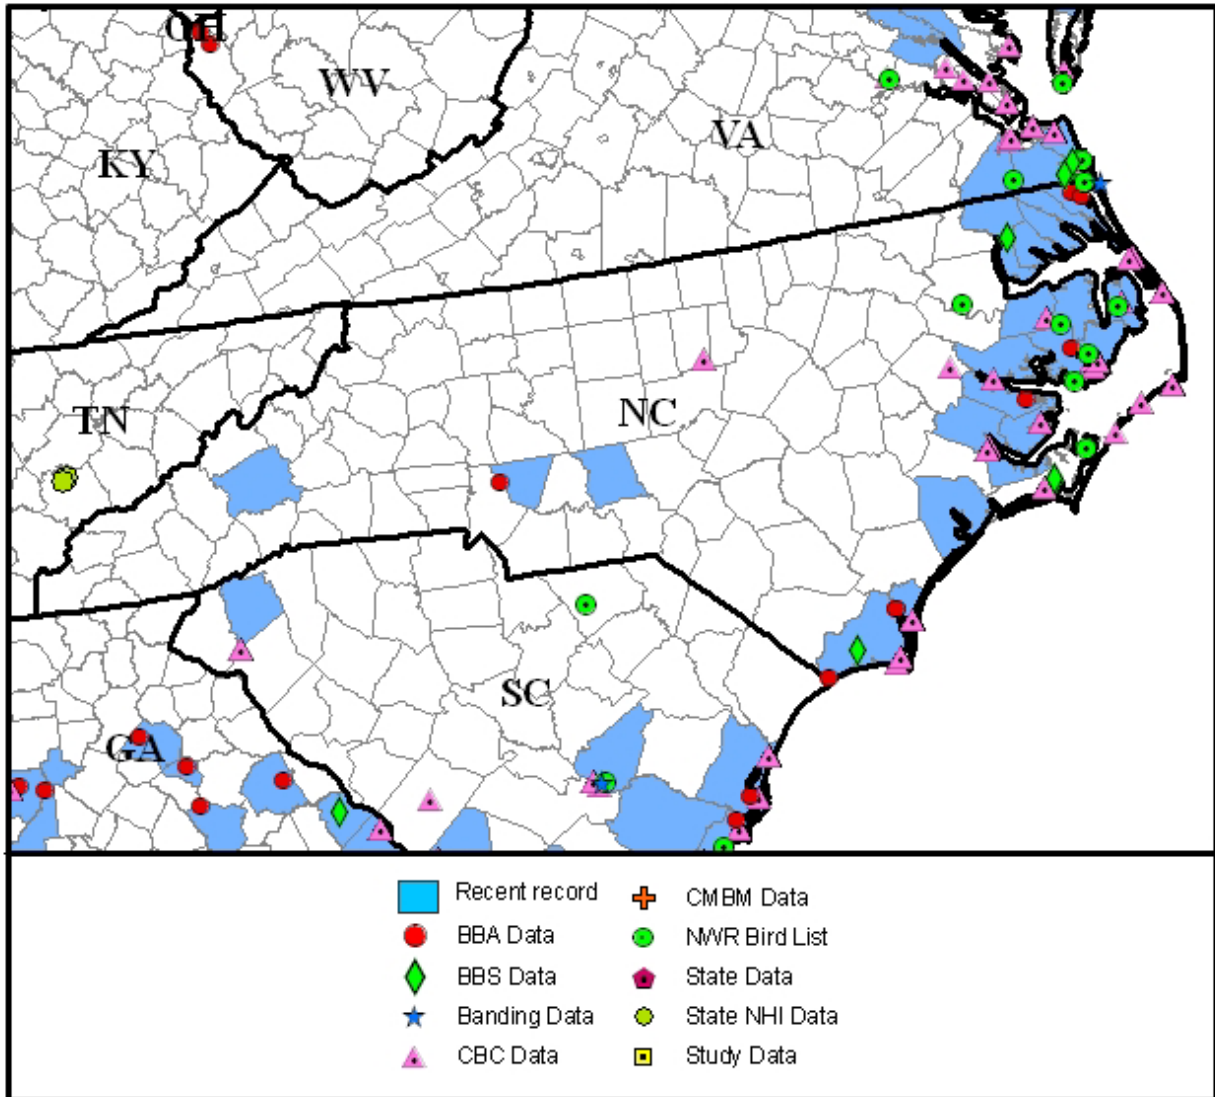 OH
WV
VA
KY
TN
NC
SC
GA
Recent record
CMBM Data
BBA Data
NWR Bird List
BBS Data
State Data
Banding Data
State NHI Data
CBC Data
Study Data